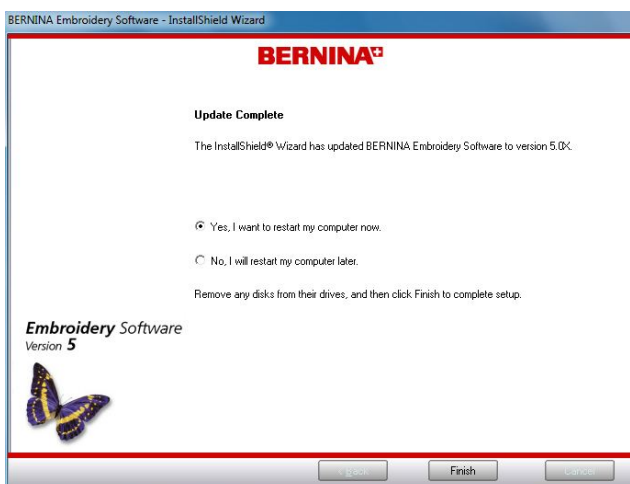 BERNINA Embroidery Software - InstallShield Wizard
BERNINA
Update Complete
The InstallShield® Wizard has updated BERNINA Embroidery Software to version 5.0X.
Yes, I want to restart my computer now.
No, I will restart my computer later.
Remove any disks from their drives, and then click Finish to complete setup.
Embroidery Software
Version 5
< Back Finish Cancel